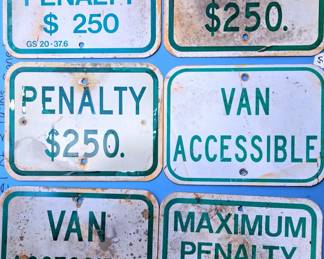 PENALTY
$ 250
GS 20-37.6
$250.
PENALTY
$250.
VAN
ACCESSIBLE
VAN
MAXIMUM
PENALTY